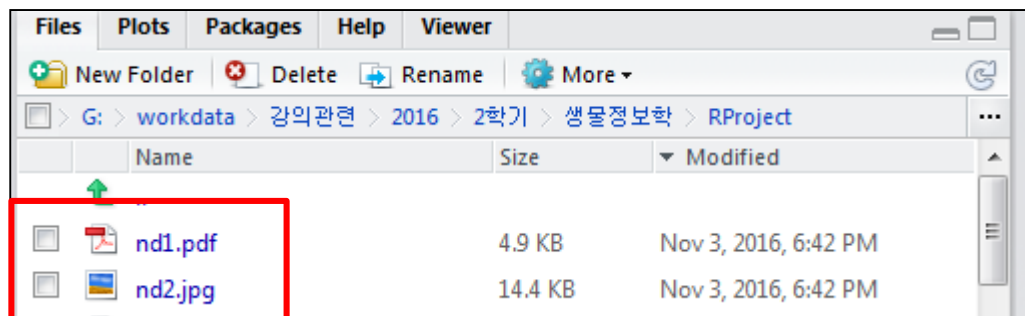 Files Plots Packages Help Viewer
New Folder Delete Rename More
G: > workdata > 강의관련 > 2016 > 2학기 > 생물정보학 > RProject ...
Name Size Modified
..
nd1.pdf 4.9 KB Nov 3, 2016, 6:42 PM
nd2.jpg 14.4 KB Nov 3, 2016, 6:42 PM